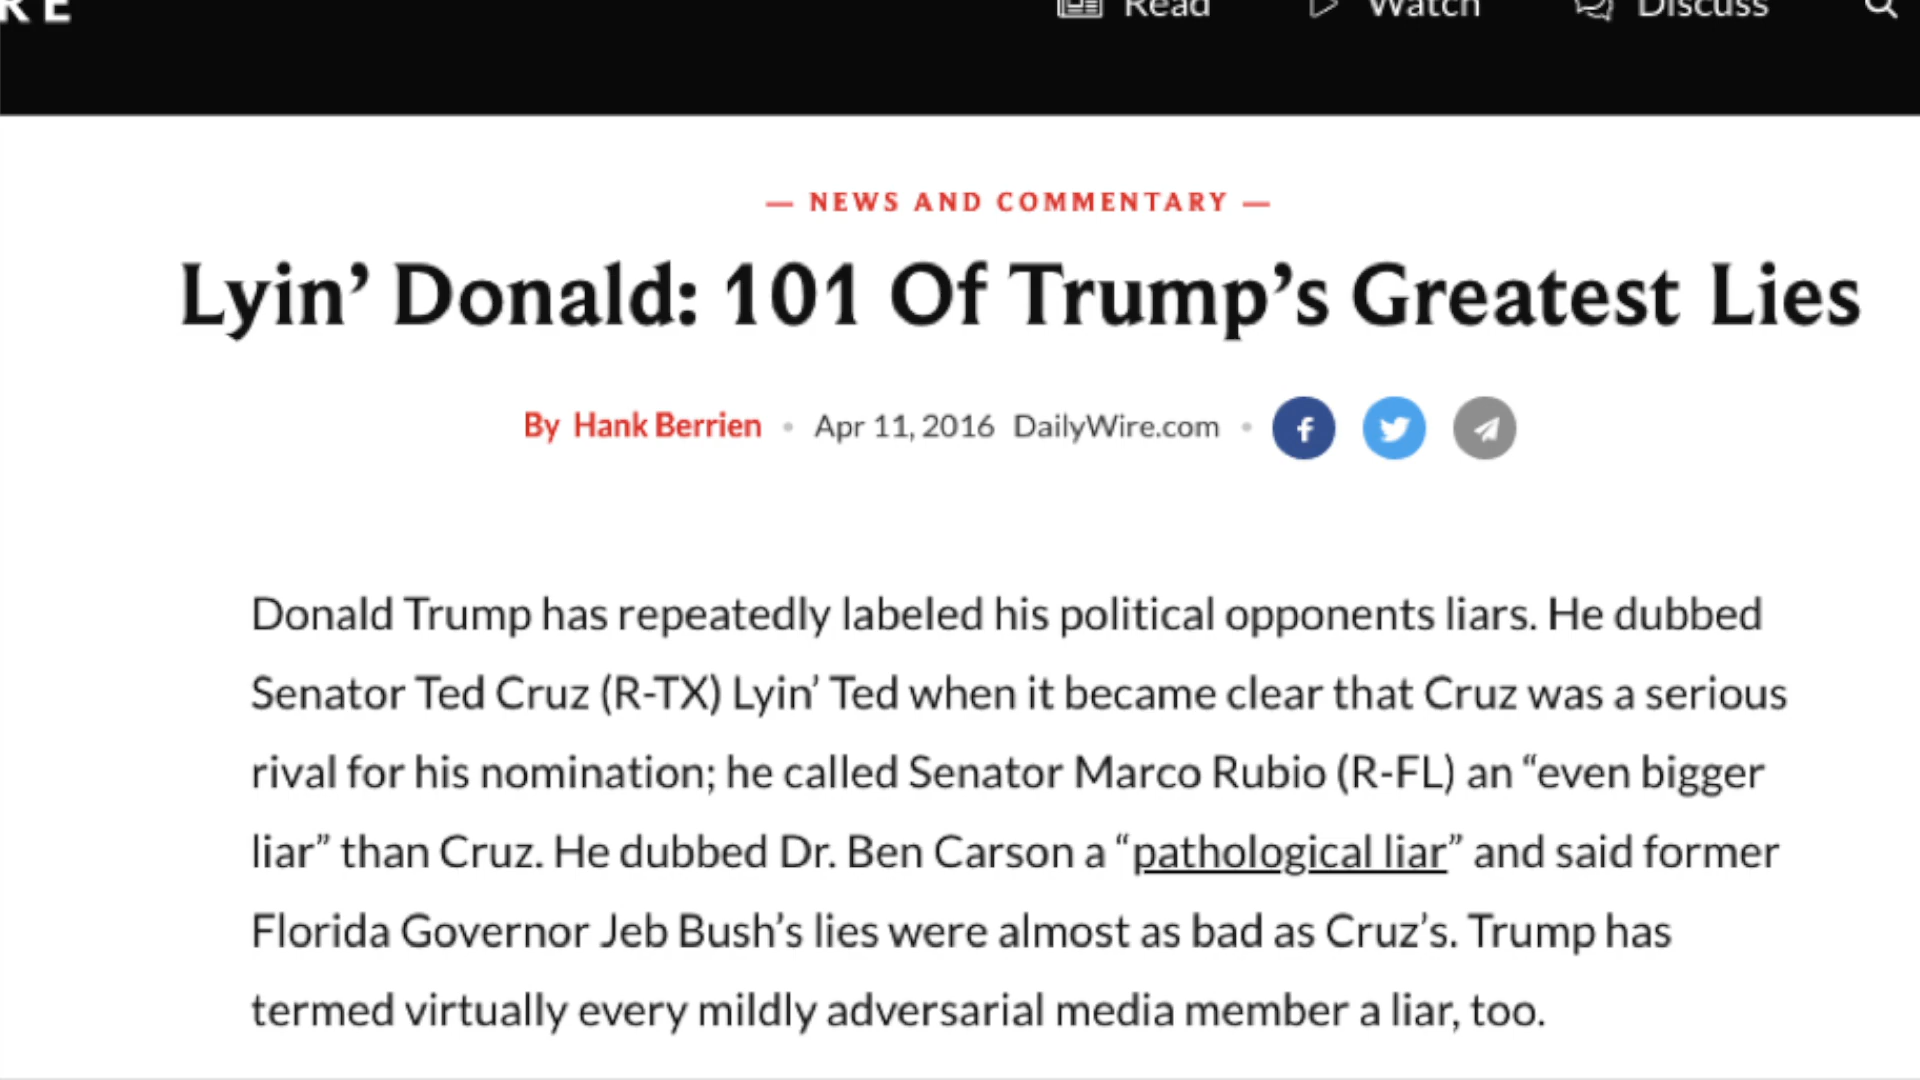 RE
Read Watch Discuss
— NEWS AND COMMENTARY —
Lyin’ Donald: 101 Of Trump’s Greatest Lies
By Hank Berrien • Apr 11, 2016 DailyWire.com •
Donald Trump has repeatedly labeled his political opponents liars. He dubbed
Senator Ted Cruz (R-TX) Lyin’ Ted when it became clear that Cruz was a serious
rival for his nomination; he called Senator Marco Rubio (R-FL) an “even bigger
liar” than Cruz. He dubbed Dr. Ben Carson a “pathological liar” and said former
Florida Governor Jeb Bush’s lies were almost as bad as Cruz’s. Trump has
termed virtually every mildly adversarial media member a liar, too.